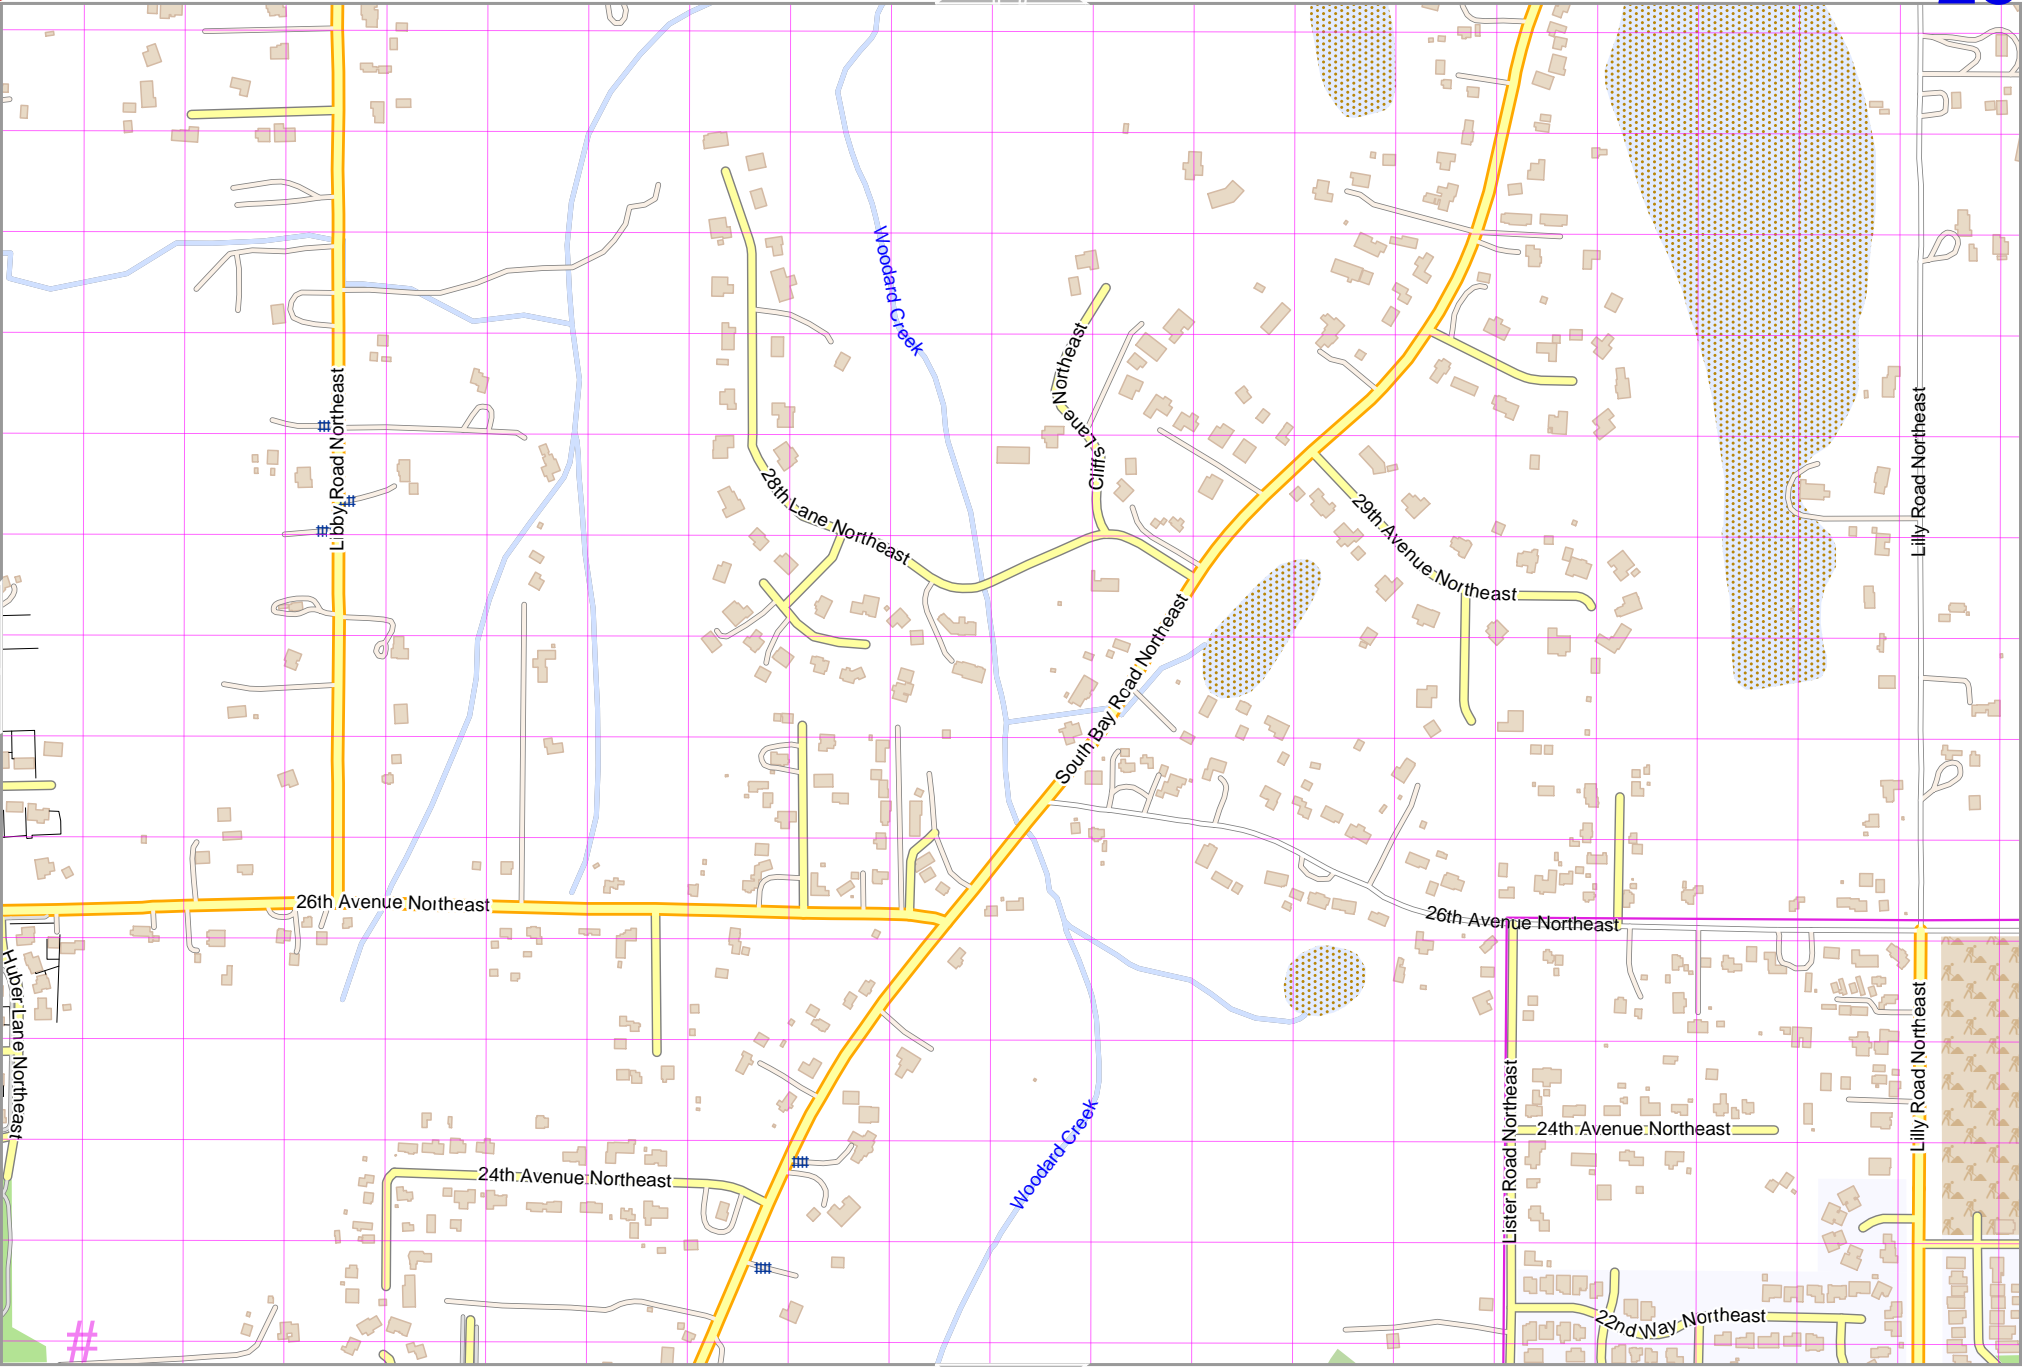 Woodard Creek
Cliffs Lane Northeast
Libby Road Northeast
Lilly Road Northeast
28th Lane Northeast
29th Avenue Northeast
South Bay Road Northeast
26th Avenue Northeast
26th Avenue Northeast
Huber Lane Northeast
Lilly Road Northeast
Lister Road Northeast
Woodard Creek
24th Avenue Northeast
24th Avenue Northeast
22nd Way Northeast
#